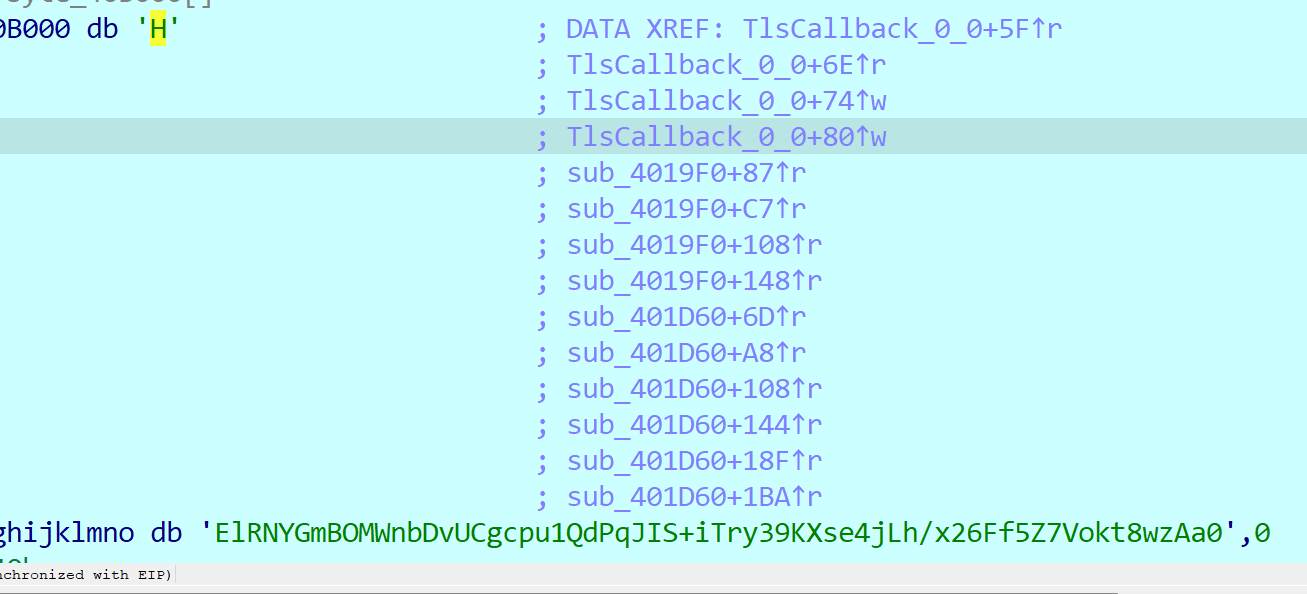 0B000 db 'H' ; DATA XREF: TlsCallback_0_0+5F↑r
; TlsCallback_0_0+6E↑r
; TlsCallback_0_0+74↑w
; TlsCallback_0_0+80↑w
; sub_4019F0+87↑r
; sub_4019F0+C7↑r
; sub_4019F0+108↑r
; sub_4019F0+148↑r
; sub_401D60+6D↑r
; sub_401D60+A8↑r
; sub_401D60+108↑r
; sub_401D60+144↑r
; sub_401D60+18F↑r
; sub_401D60+1BA↑r
ghijklmno db 'ElRNYGmBOMWnbDvUCgcpu1QdPqJIS+iTry39KXse4jLh/x26Ff5Z7Vokt8wzAa0',0
nchronized with EIP)